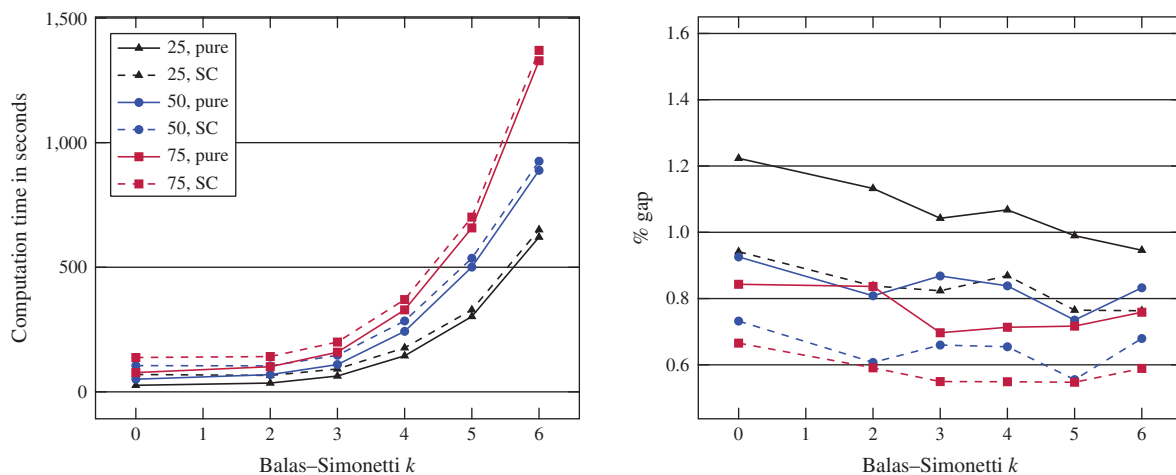 1,500
1,000
500
0
Computation time in seconds
25, pure
25, SC
50, pure
50, SC
75, pure
75, SC
0 1 2 3 4 5 6
Balas–Simonetti k
1.6
1.4
1.2
1.0
0.8
0.6
% gap
0 1 2 3 4 5 6
Balas–Simonetti k